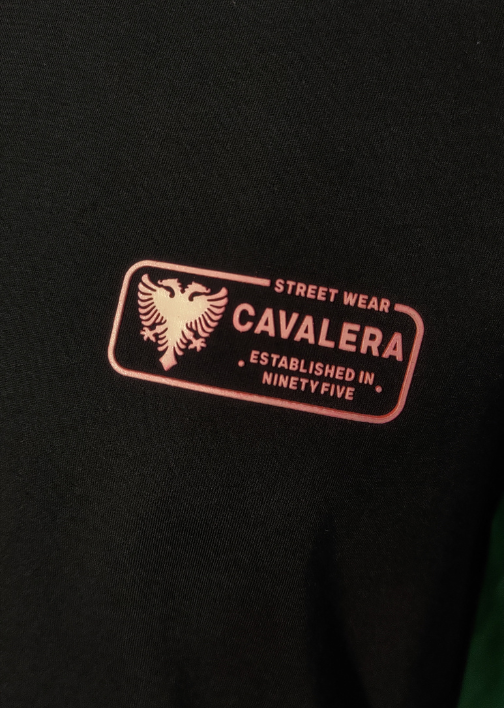 STREET WEAR
CAVALERA
• ESTABLISHED IN •
NINETY FIVE